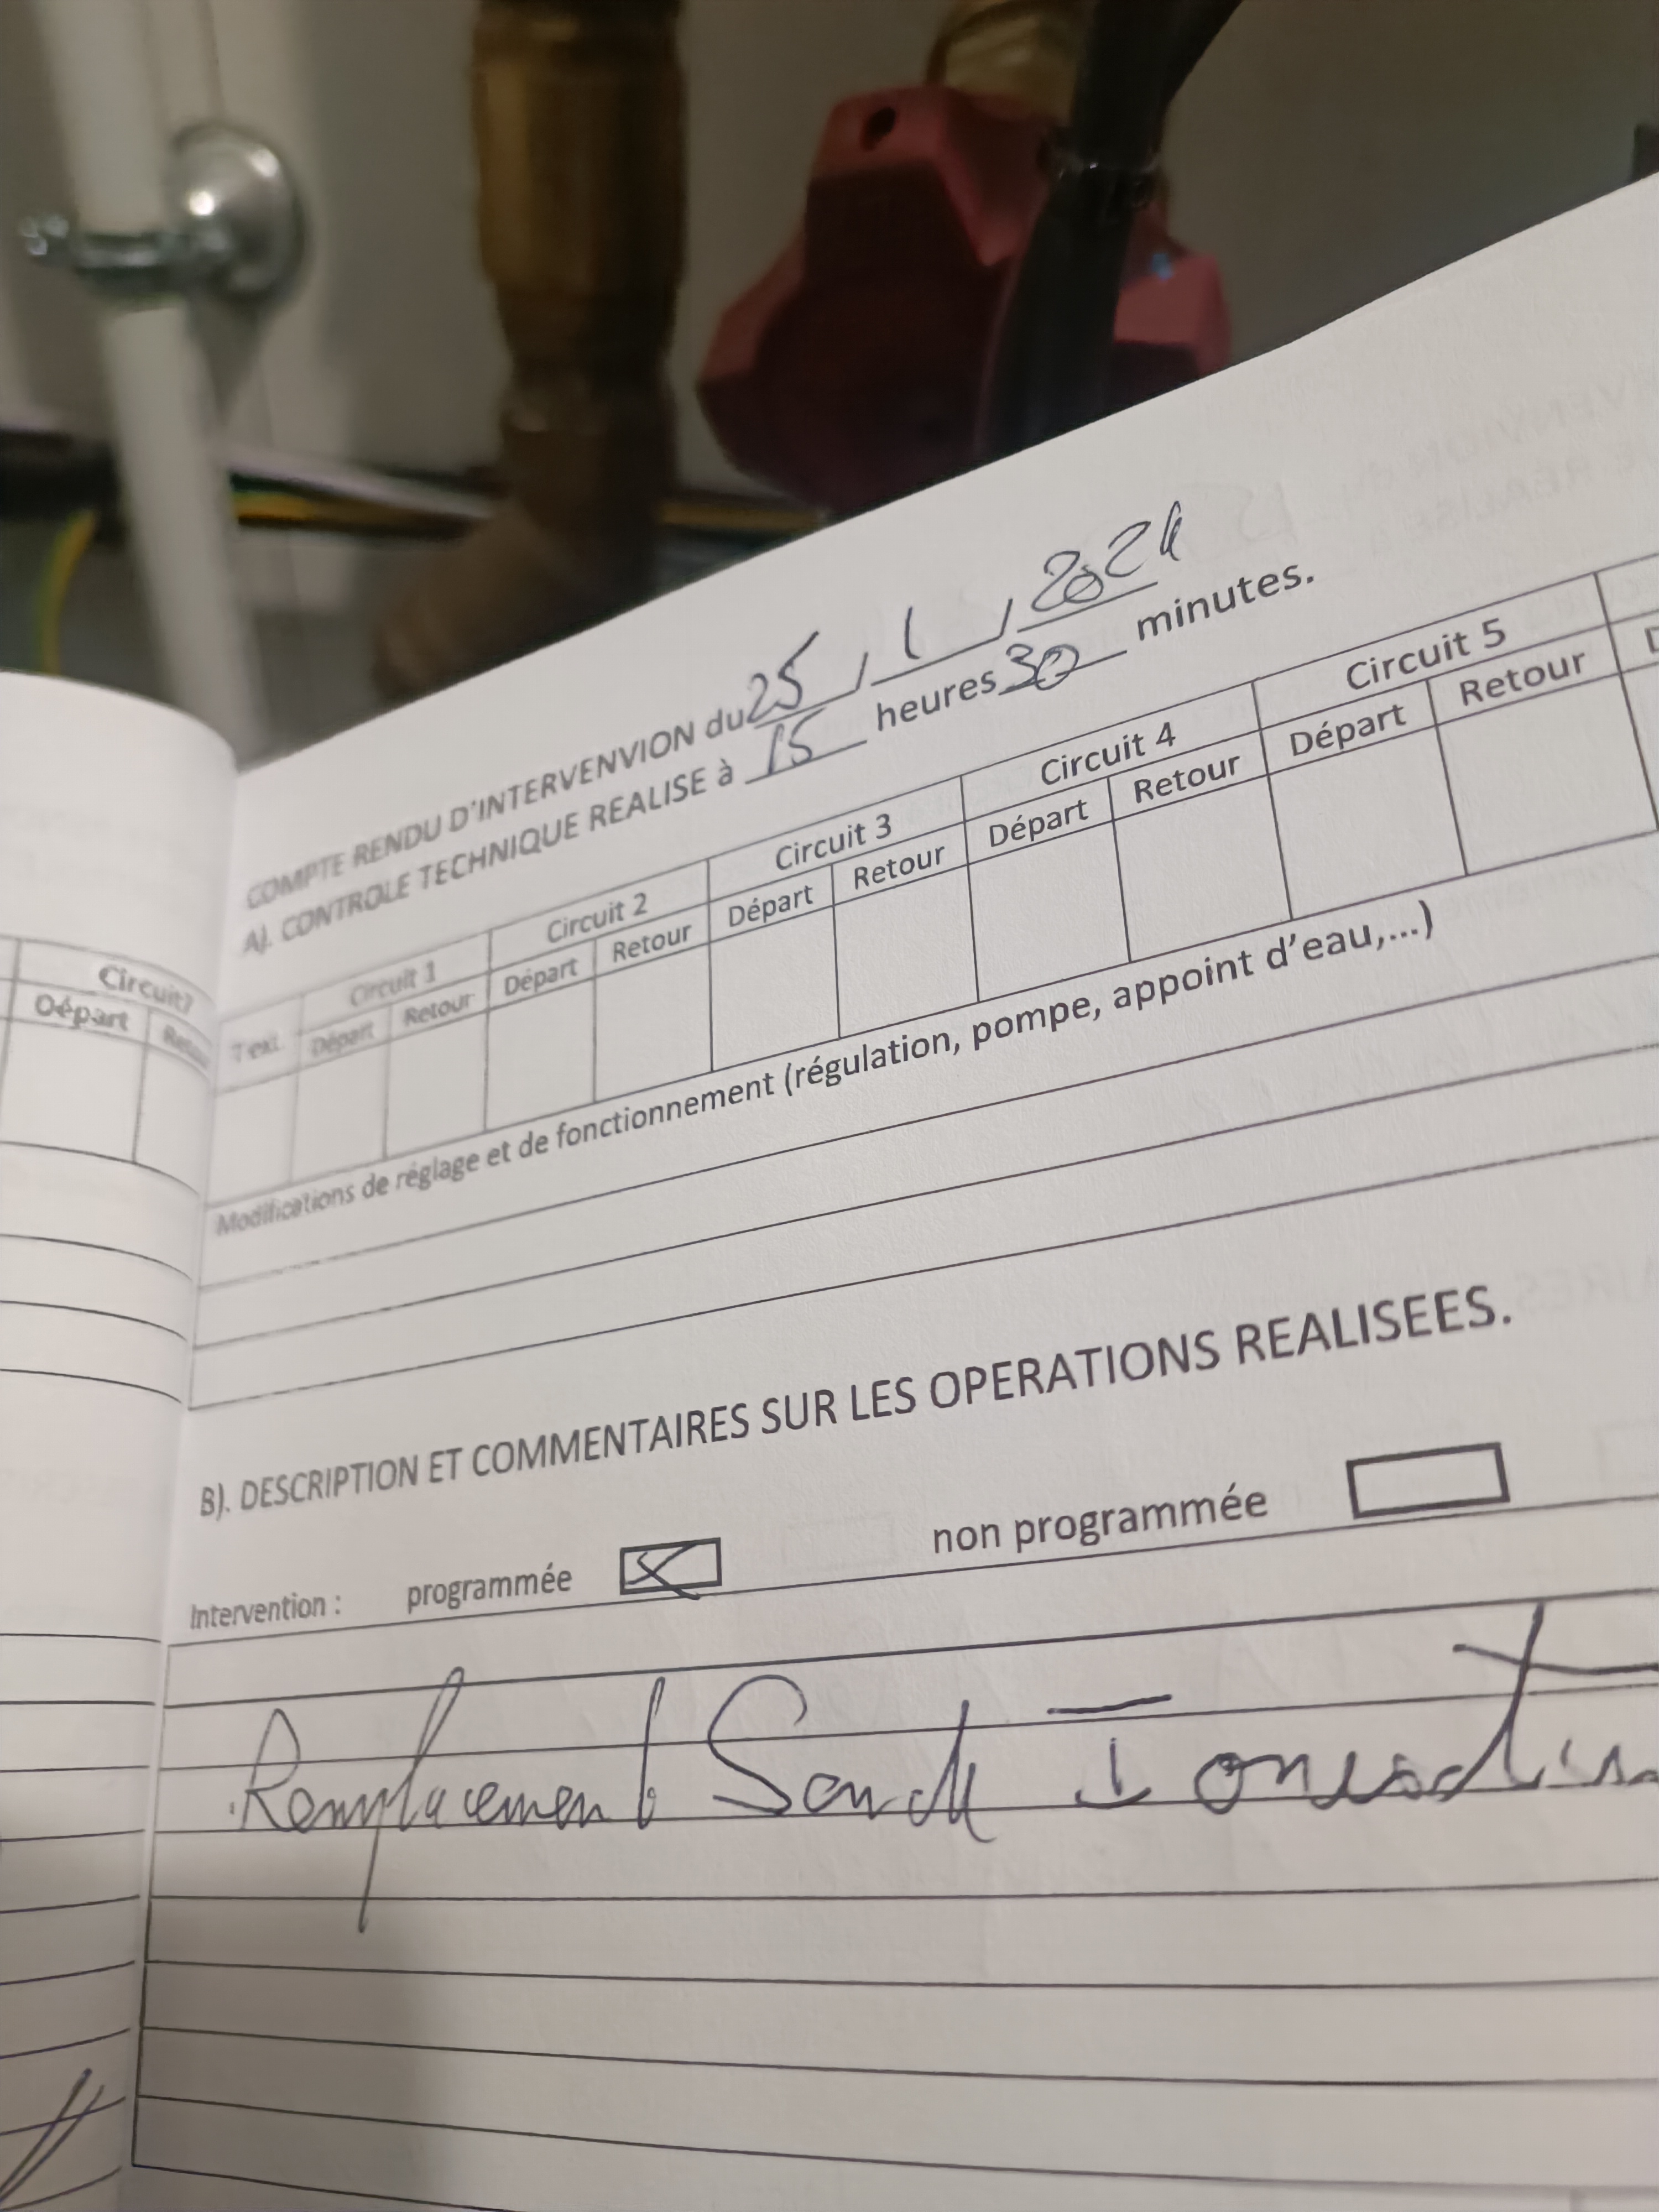 COMPTE RENDU D'INTERVENVION du 25 / 1 / 2024
A). CONTROLE TECHNIQUE REALISE à 15 heures 30 minutes.
Circuit 1 Circuit 2 Circuit 3 Circuit 4 Circuit 5
T ext. Départ Retour Départ Retour Départ Retour Départ Retour Départ Retour D
Modifications de réglage et de fonctionnement (régulation, pompe, appoint d'eau,...)
B). DESCRIPTION ET COMMENTAIRES SUR LES OPERATIONS REALISEES.
Intervention : programmée non programmée
Remplacement Sonde
Circuit7
Départ